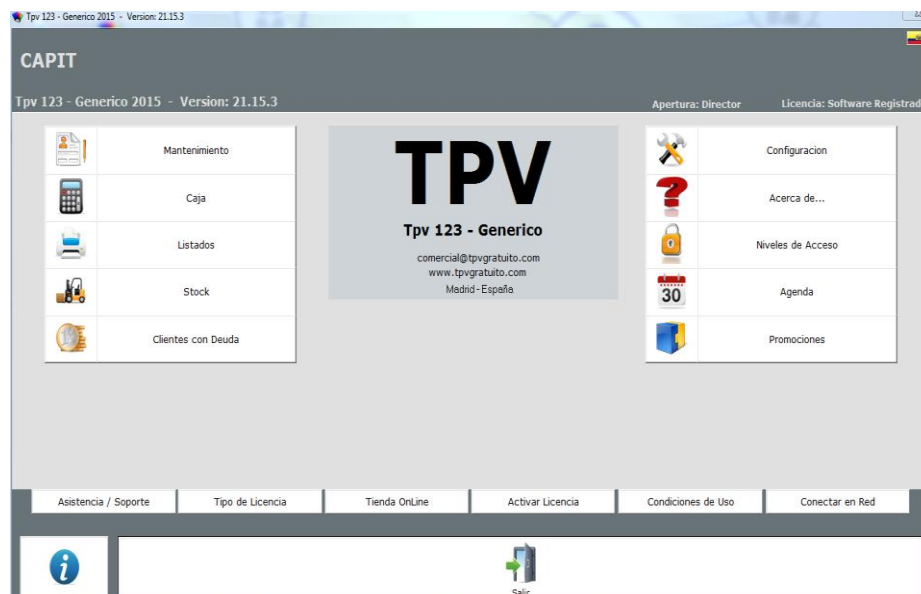 Tpv 123 - Generico 2015 - Version: 21.15.3
CAPIT
Tpv 123 - Generico 2015 - Version: 21.15.3
Apertura: Director
Licencia: Software Registrad
Mantenimiento
Caja
Listados
Stock
Clientes con Deuda
TPV
Tpv 123 - Generico
comercial@tpvgratuito.com
www.tpvgratuito.com
Madrid - España
Configuracion
Acerca de...
Niveles de Acceso
30
Agenda
Promociones
Asistencia / Soporte
Tipo de Licencia
Tienda OnLine
Activar Licencia
Condiciones de Uso
Conectar en Red
Salir